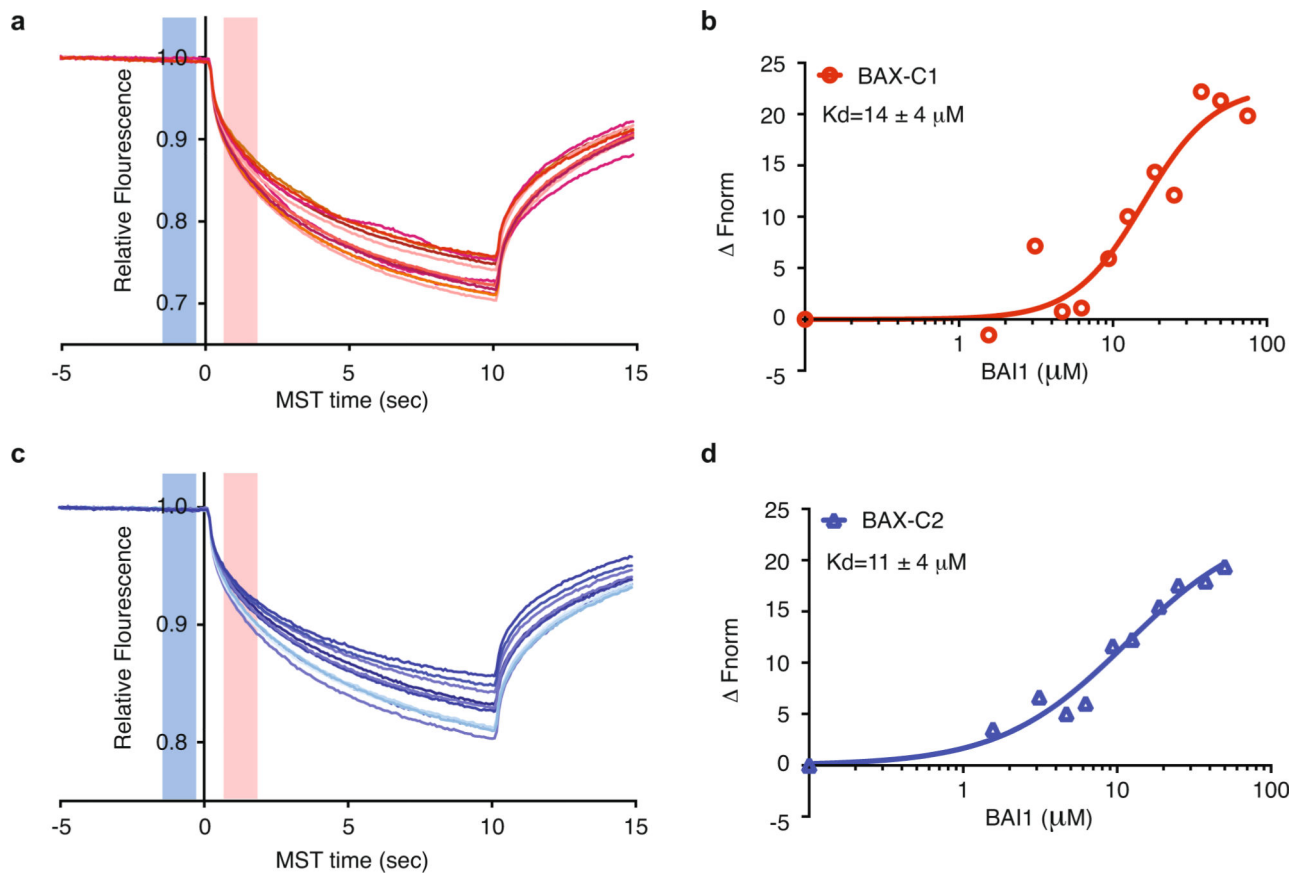 a
1.0
0.9
0.8
0.7
Relative Flourescence
-5
0
5
10
15
MST time (sec)
b
25
20
15
10
5
0
-5
Δ Fnorm
BAX-C1
Kd=14 ± 4 μM
1
10
100
BAI1 (μM)
c
1.0
0.9
0.8
Relative Flourescence
-5
0
5
10
15
MST time (sec)
d
25
20
15
10
5
0
-5
Δ Fnorm
BAX-C2
Kd=11 ± 4 μM
1
10
100
BAI1 (μM)